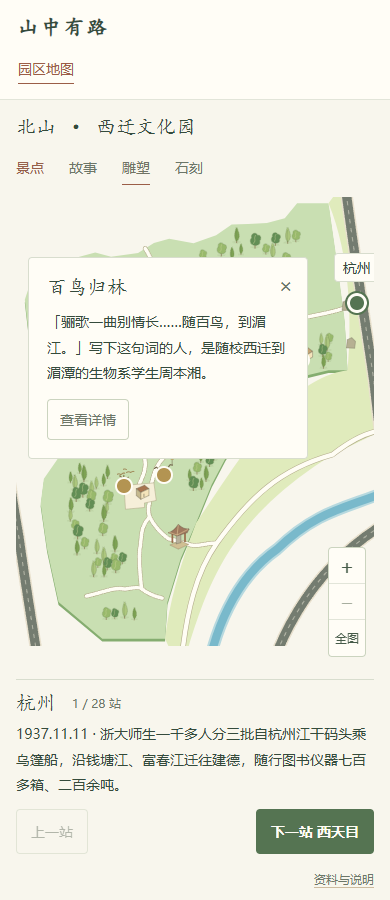 山中有路
园区地图
北山 • 西迁文化园
景点 故事 雕塑 石刻
杭州
百鸟归林 ×
「骊歌一曲别情长……随百鸟，到湄
江。」写下这句词的人，是随校西迁到
湄潭的生物系学生周本湘。
查看详情
+
−
全图
杭州 1 / 28 站
1937.11.11 · 浙大师生一千多人分三批自杭州江干码头乘
乌篷船，沿钱塘江、富春江迁往建德，随行图书仪器七百
多箱、二百余吨。
上一站 下一站 西天目
资料与说明